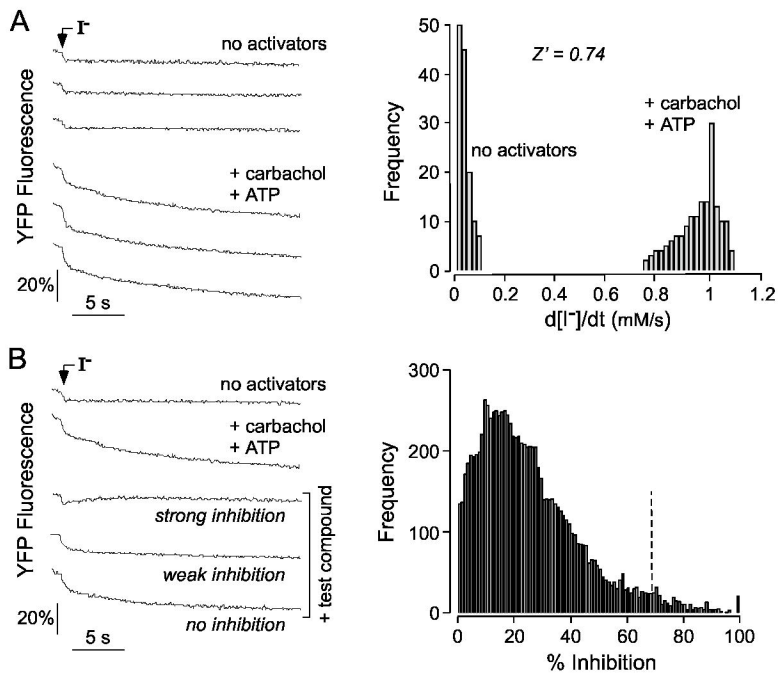 A
I-
no activators
+ carbachol
+ ATP
YFP Fluorescence
20%
5 s
50
40
30
20
10
0
Frequency
Z' = 0.74
no activators
+ carbachol
+ ATP
0 0.2 0.4 0.6 0.8 1 1.2
d[I-]/dt (mM/s)
B
I-
no activators
+ carbachol
+ ATP
strong inhibition
weak inhibition
no inhibition
+ test compound
YFP Fluorescence
20%
5 s
300
200
100
0
Frequency
0 20 40 60 80 100
% Inhibition